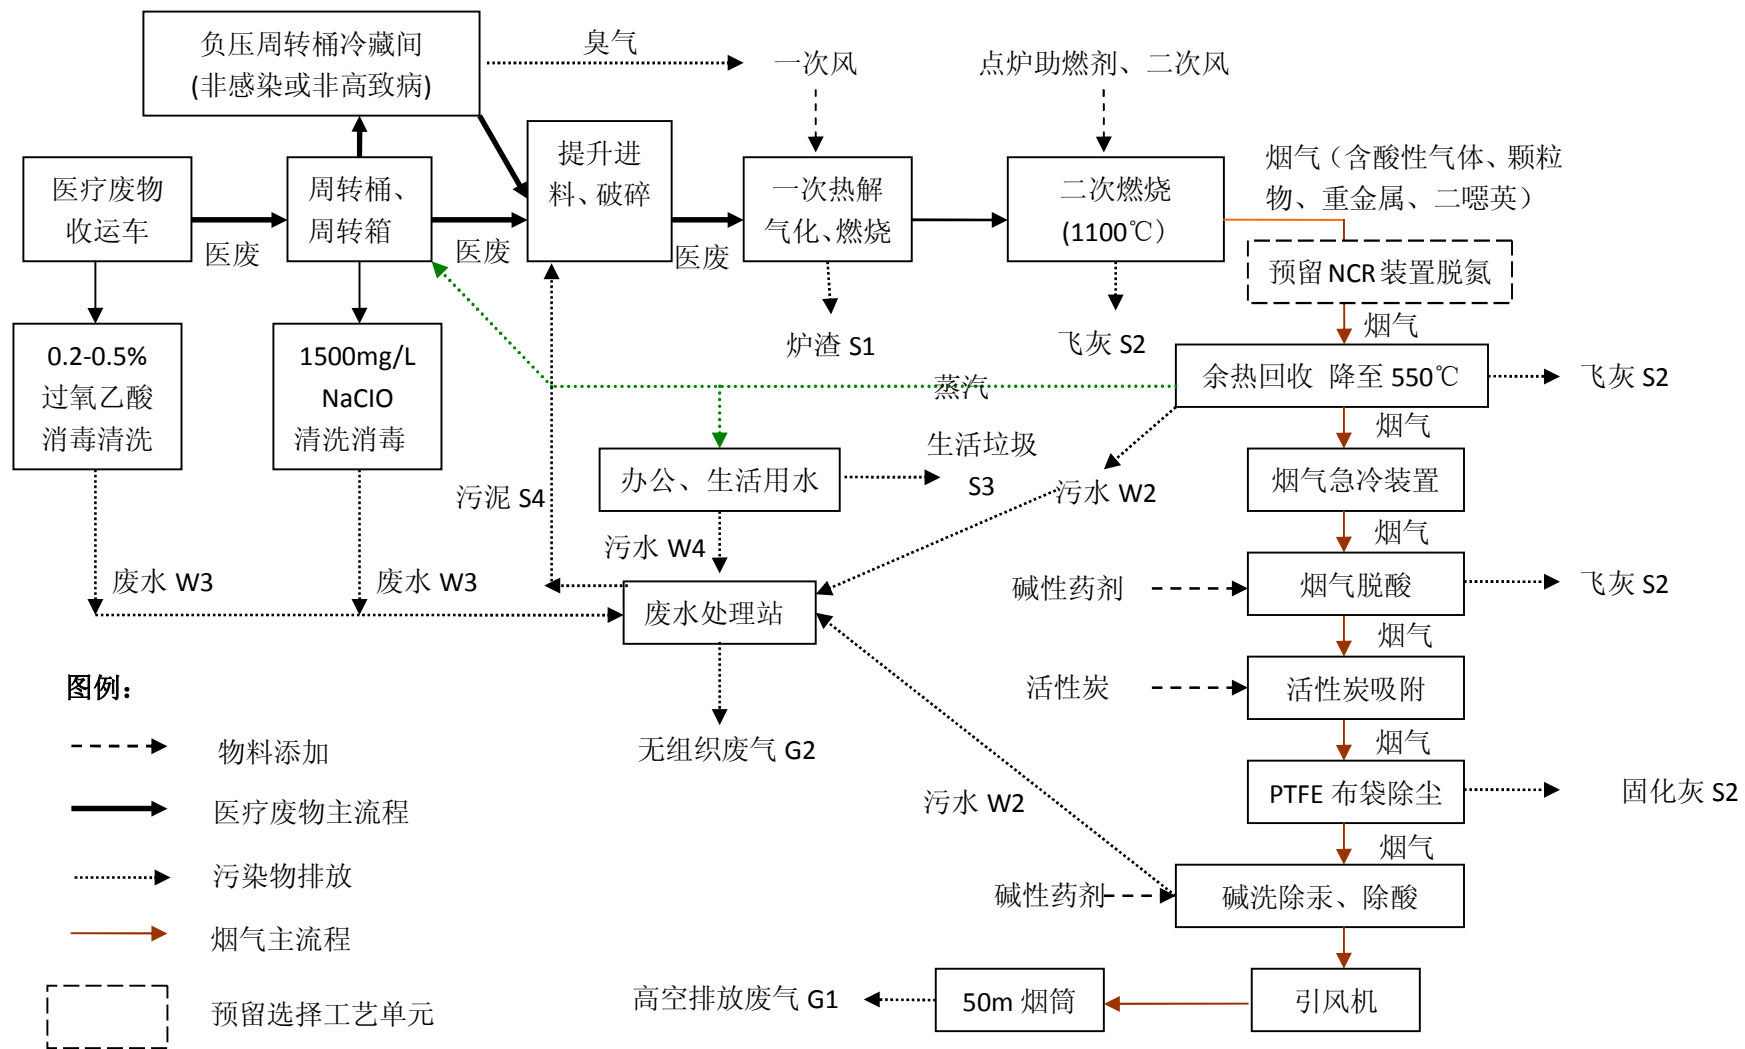 负压周转桶冷藏间
(非感染或非高致病)
臭气
一次风
点炉助燃剂、二次风
医疗废物
收运车
医废
周转桶、
周转箱
医废
提升进
料、破碎
医废
一次热解
气化、燃烧
二次燃烧
(1100℃)
烟气（含酸性气体、颗粒
物、重金属、二噁英）
预留 NCR 装置脱氮
烟气
炉渣 S1
飞灰 S2
0.2-0.5%
过氧乙酸
消毒清洗
1500mg/L
NaClO
清洗消毒
蒸汽
余热回收 降至 550℃
飞灰 S2
烟气
办公、生活用水
生活垃圾
S3
污泥 S4
污水 W2
烟气急冷装置
烟气
污水 W4
废水 W3
废水 W3
废水处理站
碱性药剂
烟气脱酸
飞灰 S2
烟气
活性炭
活性炭吸附
烟气
无组织废气 G2
PTFE 布袋除尘
固化灰 S2
污水 W2
烟气
碱性药剂
碱洗除汞、除酸
高空排放废气 G1
50m 烟筒
引风机
图例：
物料添加
医疗废物主流程
污染物排放
烟气主流程
预留选择工艺单元